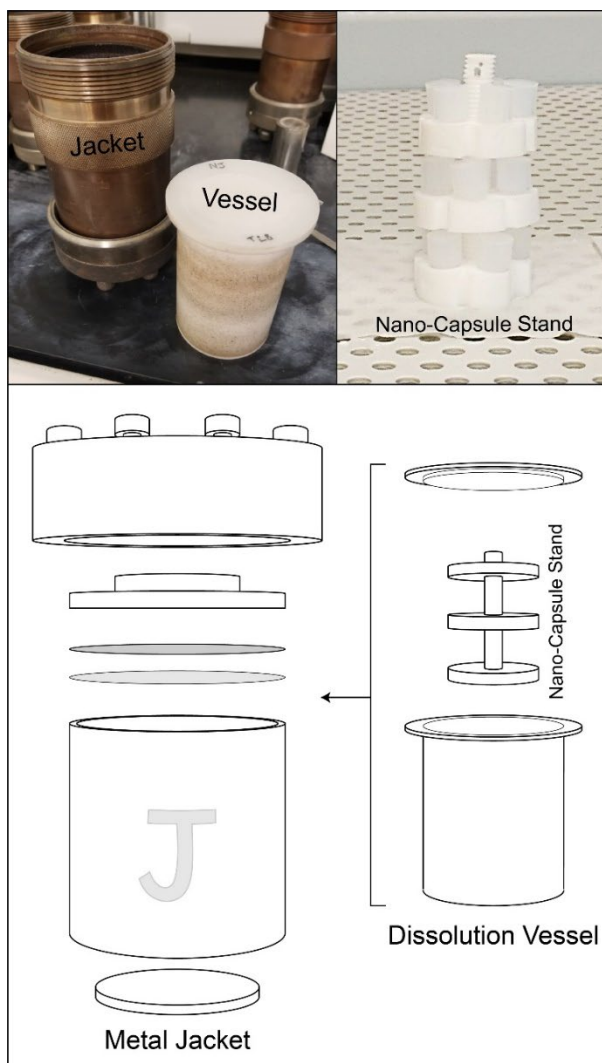 Jacket
Vessel
Nano-Capsule Stand
Nano-Capsule Stand
J
Dissolution Vessel
Metal Jacket